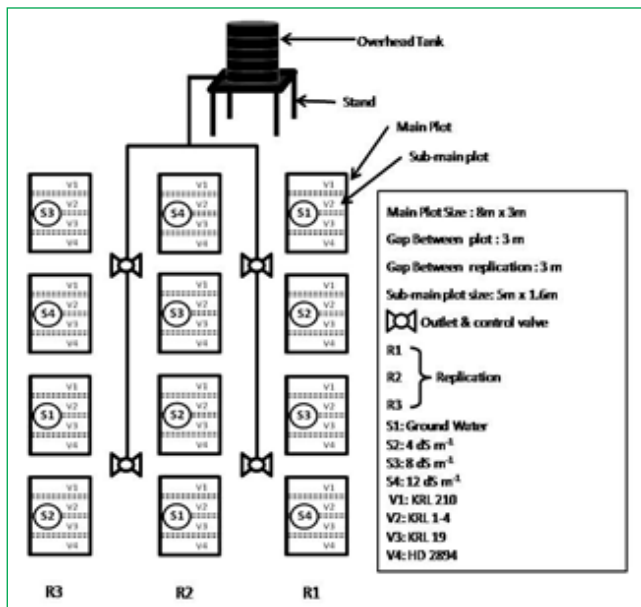 Overhead Tank
Stand
Main Plot
Sub-main plot
V1 V1 V1
S3 V2 S4 V2 S1 V2
V3 V3 V3
V4 V4 V4
V1 V1 V1
S4 V2 S3 V2 S2 V2
V3 V3 V3
V4 V4 V4
V1 V1 V1
S1 V2 S2 V2 S3 V2
V3 V3 V3
V4 V4 V4
V1 V1 V1
S2 V2 S1 V2 S4 V2
V3 V3 V3
V4 V4 V4
R3 R2 R1
Main Plot Size : 8m x 3m
Gap Between plot : 3 m
Gap Between replication : 3 m
Sub-main plot size: 5m x 1.6m
Outlet & control valve
R1
R2 Replication
R3
S1: Ground Water
S2: 4 dS m⁻¹
S3: 8 dS m⁻¹
S4: 12 dS m⁻¹
V1: KRL 210
V2: KRL 1-4
V3: KRL 19
V4: HD 2894